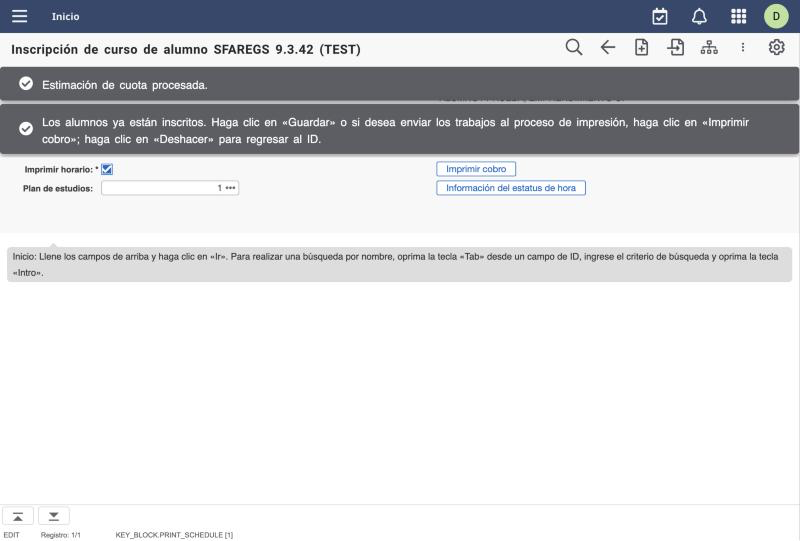 Inicio
D
Inscripción de curso de alumno SFAREGS 9.3.42 (TEST)
Estimación de cuota procesada.
Los alumnos ya están inscritos. Haga clic en «Guardar» o si desea enviar los trabajos al proceso de impresión, haga clic en «Imprimir
cobro»; haga clic en «Deshacer» para regresar al ID.
Imprimir horario: *
Imprimir cobro
Plan de estudios:
1
Información del estatus de hora
Inicio: Llene los campos de arriba y haga clic en «Ir». Para realizar una búsqueda por nombre, oprima la tecla «Tab» desde un campo de ID, ingrese el criterio de búsqueda y oprima la tecla
«Intro».
EDIT
Registro: 1/1
KEY_BLOCK.PRINT_SCHEDULE [1]